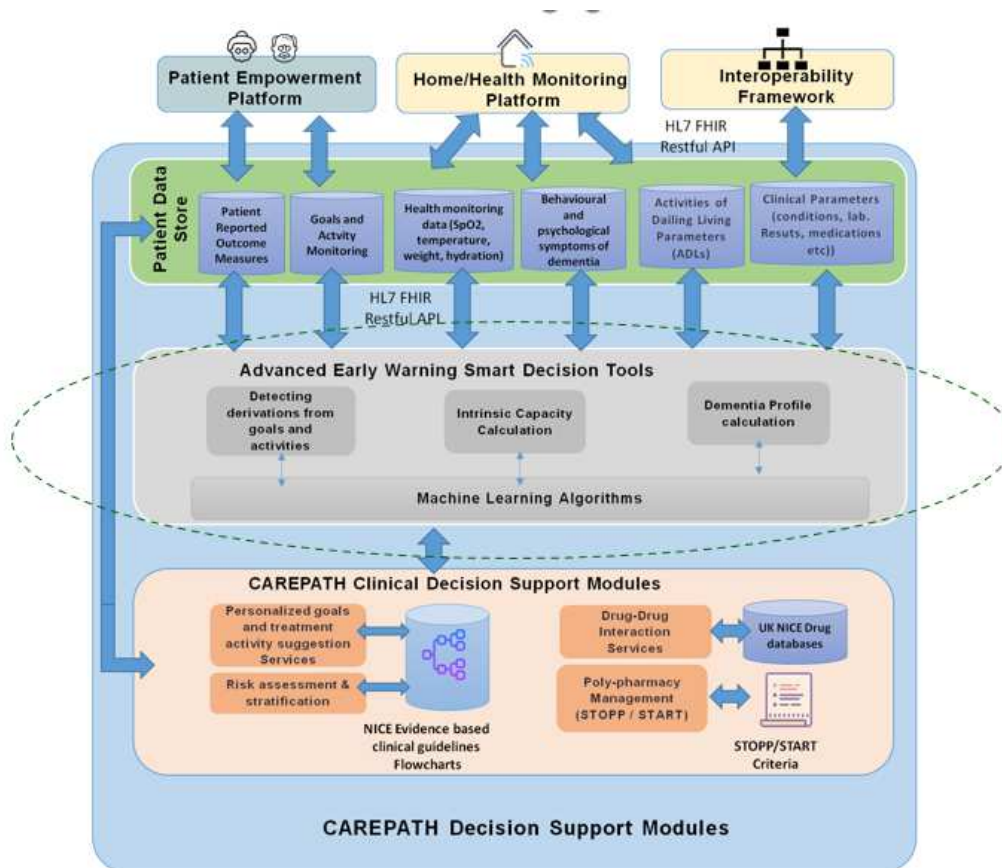 Patient Empowerment
Platform
Home/Health Monitoring
Platform
Interoperability
Framework
HL7 FHIR
Restful API
Patient Data
Store
Patient
Reported
Outcome
Measures
Goals and
Actvity
Monitoring
Health monitoring
data (SpO2,
temperature,
weight, hydration)
Behavioural and
psychological
symptoms of
dementia
Activities of
Dailing Living
Parameters
(ADLs)
Clinical Parameters
(conditions, lab.
Resuts, medications
etc))
HL7 FHIR
Restful API
Advanced Early Warning Smart Decision Tools
Detecting
derivations from
goals and
activities
Intrinsic Capacity
Calculation
Dementia Profile
calculation
Machine Learning Algorithms
CAREPATH Clinical Decision Support Modules
Personalized goals
and treatment
activity suggestion
Services
Risk assessment &
stratification
NICE Evidence based
clinical guidelines
Flowcharts
Drug-Drug
Interaction
Services
UK NICE Drug
databases
Poly-pharmacy
Management
(STOPP / START)
STOPP/START
Criteria
CAREPATH Decision Support Modules